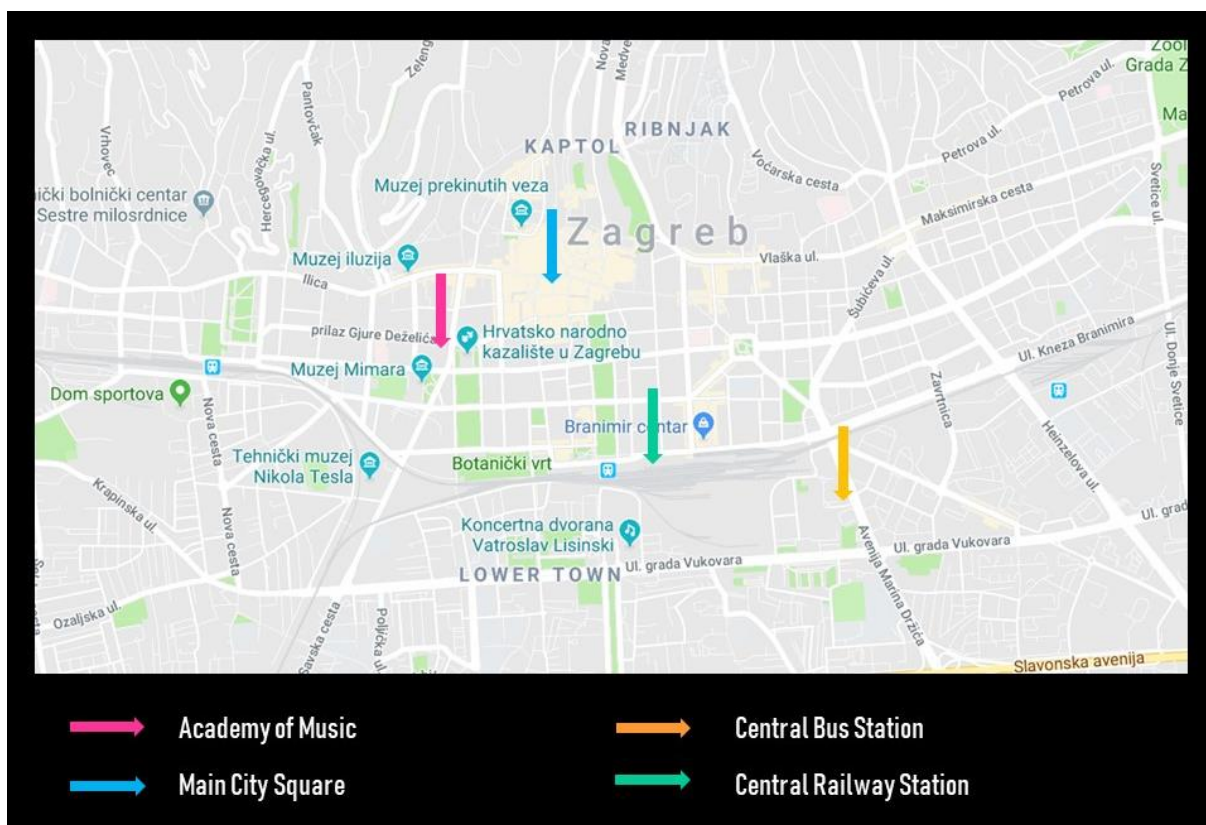 Zool
Grada Z
Ma
Petrova ul.
Petrova ul.
Svetice ul.
Zeleng
Nova
Medve
Pantovčak
Vrhovec
Hercegovačka ul.
RIBNJAK
KAPTOL
Voćarska cesta
Maksimirska cesta
nički bolnički centar
Sestre milosrdnice
Muzej prekinutih veza
Zagreb
Vlaška ul.
Muzej iluzija
Ilica
Šubićeva ul.
prilaz Gjure Deželića
Hrvatsko narodno
kazalište u Zagrebu
Ul. Kneza Branimira
Ul. Donje Svetice
Muzej Mimara
Dom sportova
Nova cesta
Zavrtnica
Branimir centar
Heinzelova ul.
Tehnički muzej
Nikola Tesla
Botanički vrt
Krapinska ul.
Nova cesta
Koncertna dvorana
Vatroslav Lisinski
Ul. grad
Ul. grada Vukovara
Ul. grada Vukovara
LOWER TOWN
Avenija Marina Držića
Ozaljska ul.
Savska cesta
Poljička ul.
Slavonska avenija
Academy of Music
Central Bus Station
Main City Square
Central Railway Station